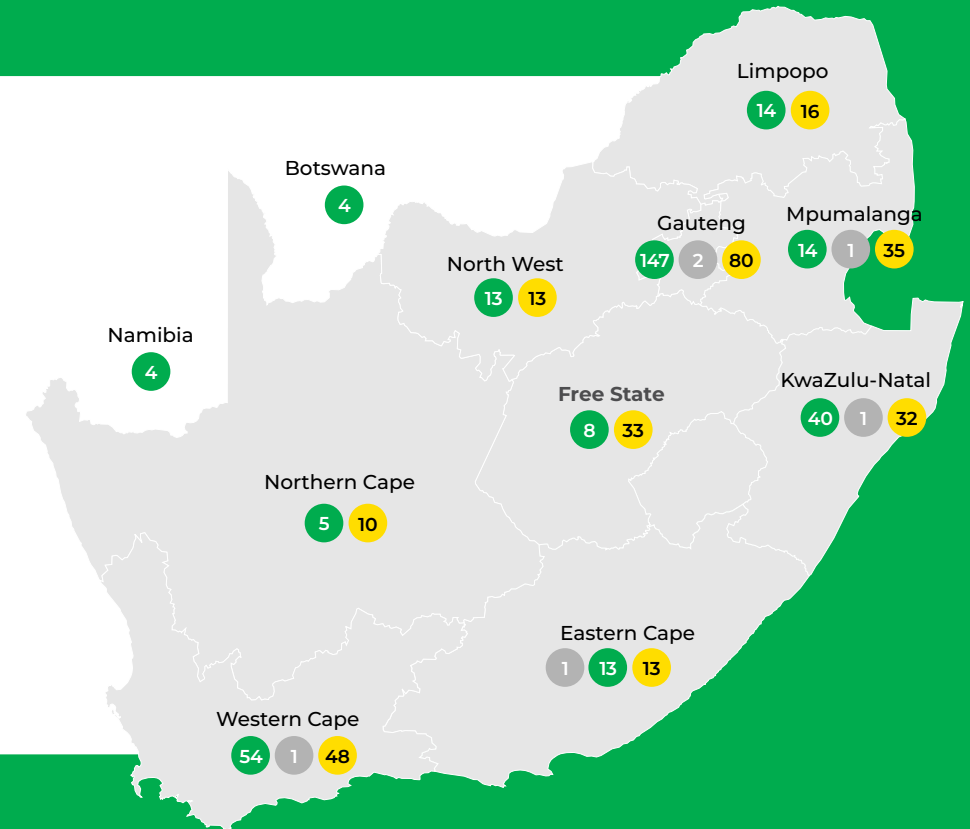 Limpopo
14 16
Botswana
4
Gauteng
147 2 80
Mpumalanga
14 1 35
North West
13 13
Namibia
4
Free State
8 33
KwaZulu-Natal
40 1 32
Northern Cape
5 10
Eastern Cape
1 13 13
Western Cape
54 1 48